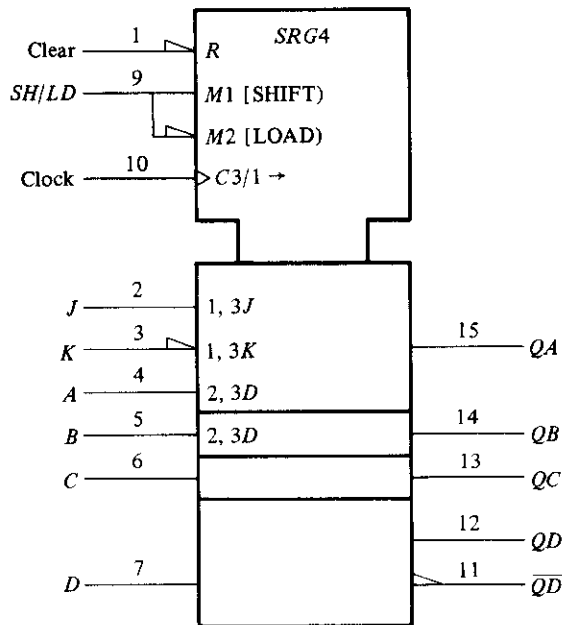 SRG4
Clear 1 R
SH/LD 9 M1 [SHIFT)
M2 [LOAD)
Clock 10 C3/1 →
J 2 1, 3J
K 3 1, 3K 15 QA
A 4 2, 3D
B 5 2, 3D 14 QB
C 6 13 QC
12 QD
D 7 11 \overline{QD}